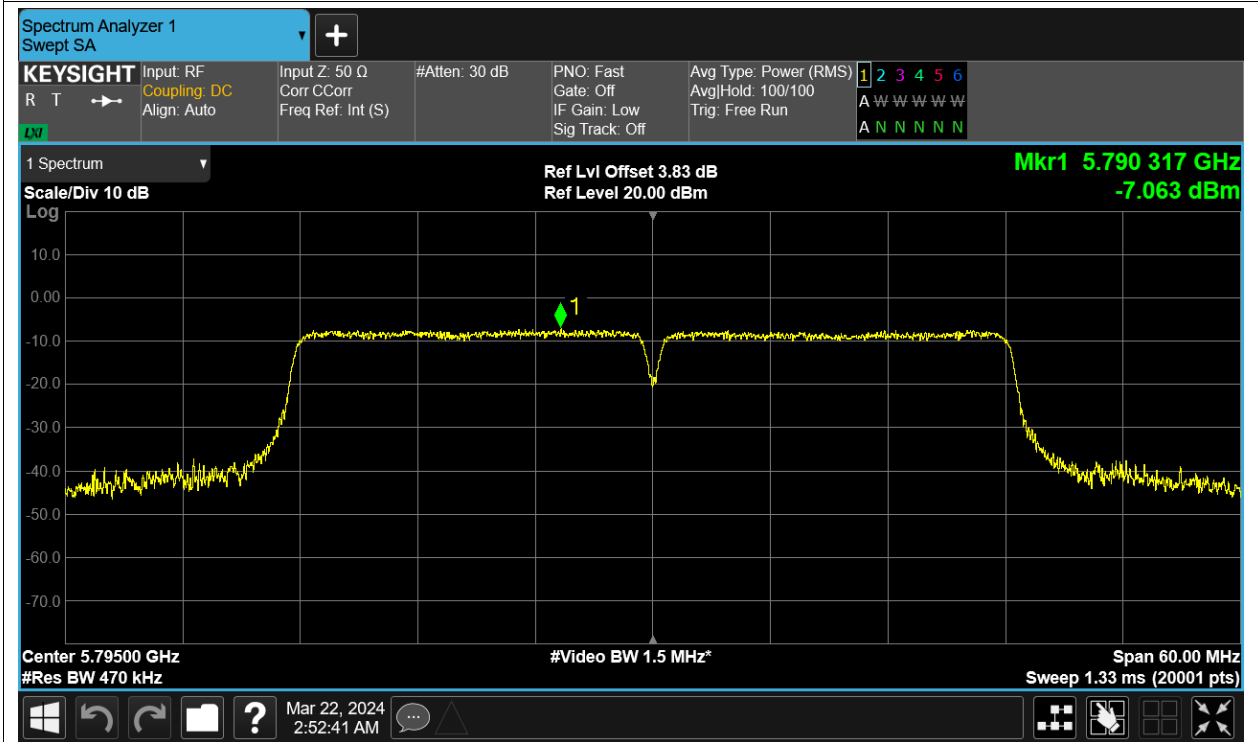 Spectrum Analyzer 1
Swept SA
KEYSIGHT
R T
LXI
Input: RF
Coupling: DC
Align: Auto
Input Z: 50 Ω
Corr CCorr
Freq Ref: Int (S)
#Atten: 30 dB
PNO: Fast
Gate: Off
IF Gain: Low
Sig Track: Off
Avg Type: Power (RMS)
Avg|Hold: 100/100
Trig: Free Run
1 2 3 4 5 6
A W W W W W
A N N N N N
1 Spectrum
Scale/Div 10 dB
Log
Ref Lvl Offset 3.83 dB
Ref Level 20.00 dBm
Mkr1 5.790 317 GHz
-7.063 dBm
10.0
0.00
1
-10.0
-20.0
-30.0
-40.0
-50.0
-60.0
-70.0
Center 5.79500 GHz
#Res BW 470 kHz
#Video BW 1.5 MHz*
Span 60.00 MHz
Sweep 1.33 ms (20001 pts)
?
Mar 22, 2024
2:52:41 AM